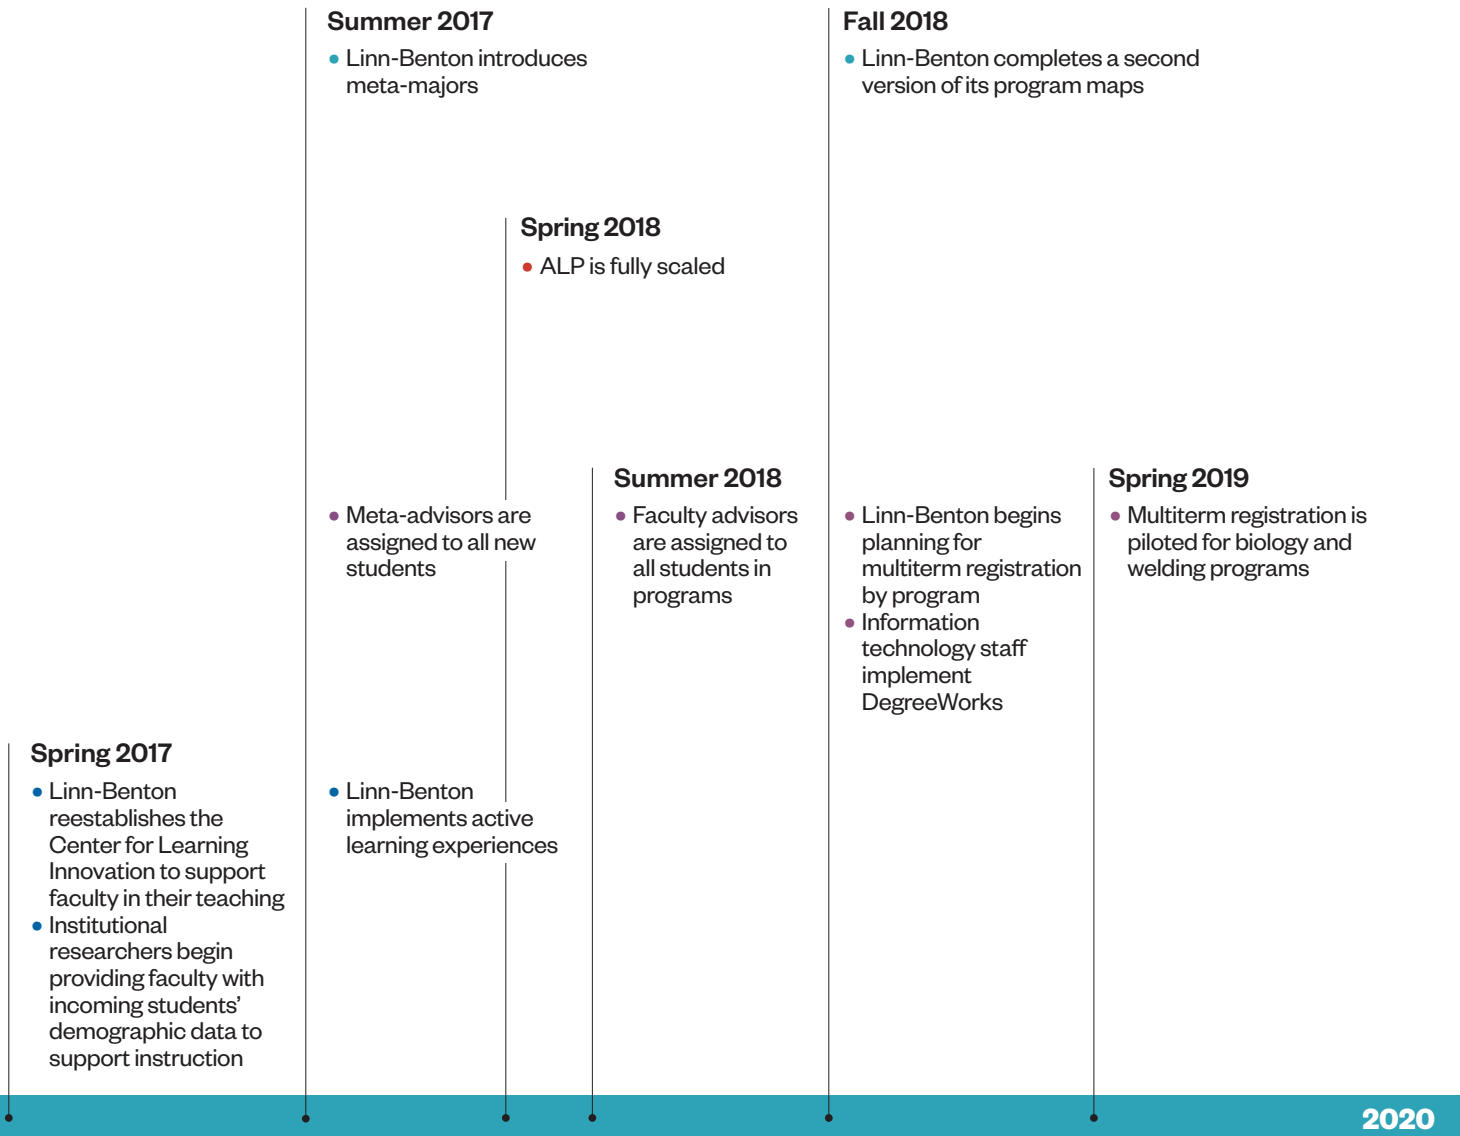 Summer 2017
• Linn-Benton introduces
meta-majors
Fall 2018
• Linn-Benton completes a second
version of its program maps
Spring 2018
• ALP is fully scaled
• Meta-advisors are
assigned to all new
students
Summer 2018
• Faculty advisors
are assigned to
all students in
programs
• Linn-Benton begins
planning for
multiterm registration
by program
• Information
technology staff
implement
DegreeWorks
Spring 2019
• Multiterm registration is
piloted for biology and
welding programs
Spring 2017
• Linn-Benton
reestablishes the
Center for Learning
Innovation to support
faculty in their teaching
• Institutional
researchers begin
providing faculty with
incoming students’
demographic data to
support instruction
• Linn-Benton
implements active
learning experiences
2020